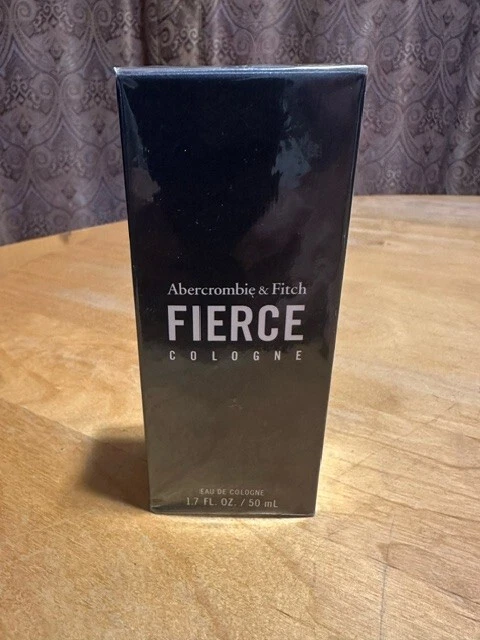 Abercrombie & Fitch
FIERCE
COLOGNE
EAU DE COLOGNE
1.7 FL. OZ. / 50 mL